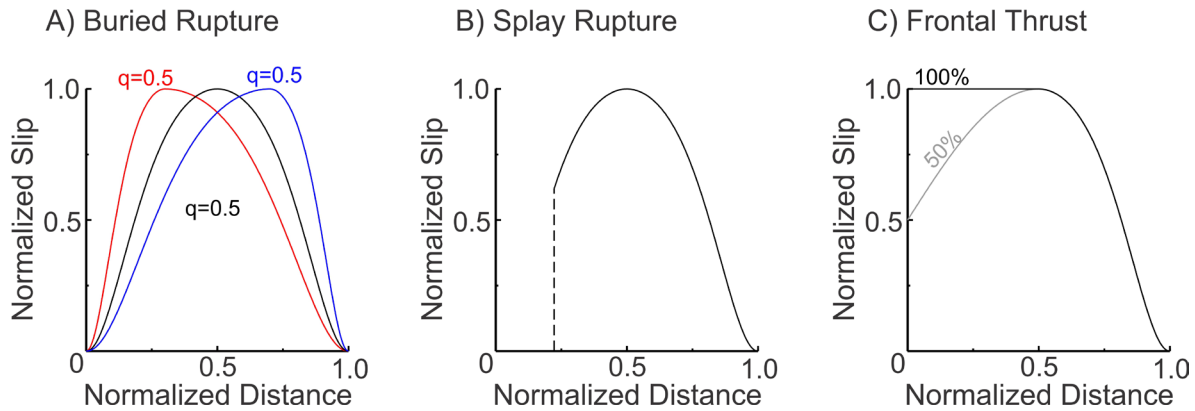 A) Buried Rupture
q=0.5
q=0.5
q=0.5
1.0
0.5
0
0.5
1.0
Normalized Slip
Normalized Distance
B) Splay Rupture
1.0
0.5
0
0.5
1.0
Normalized Slip
Normalized Distance
C) Frontal Thrust
100%
50%
1.0
0.5
0
0.5
1.0
Normalized Slip
Normalized Distance